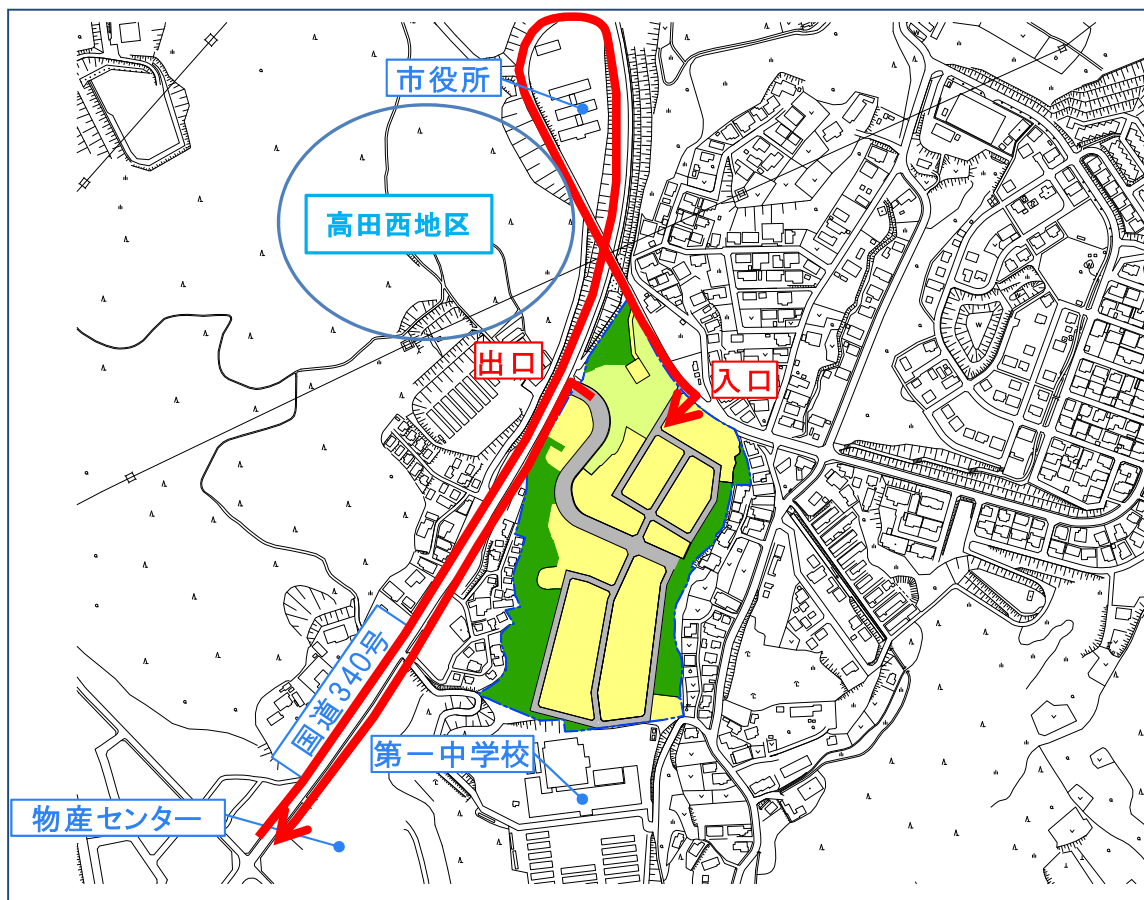 市役所
高田西地区
出口
入口
国道340号
第一中学校
物産センター